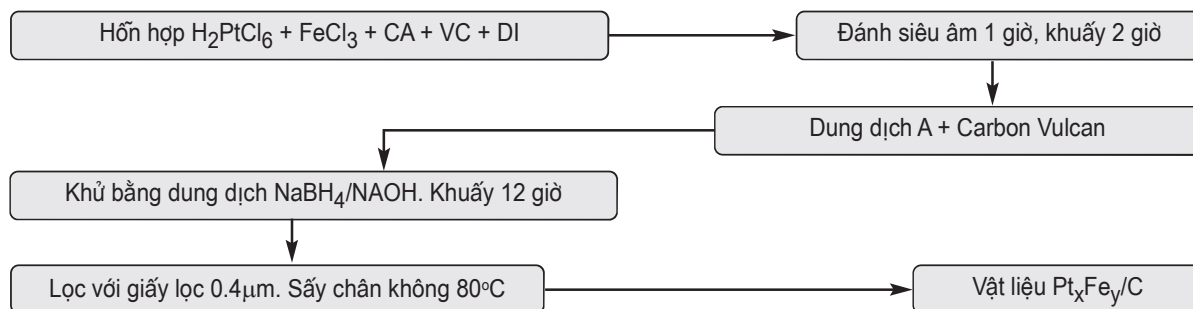 Hỗn hợp H₂PtCl₆ + FeCl₃ + CA + VC + DI
Đánh siêu âm 1 giờ, khuấy 2 giờ
Dung dịch A + Carbon Vulcan
Khử bằng dung dịch NaBH₄/NAOH. Khuấy 12 giờ
Lọc với giấy lọc 0.4μm. Sấy chân không 80ᵒC
Vật liệu PtₓFeᵧ/C